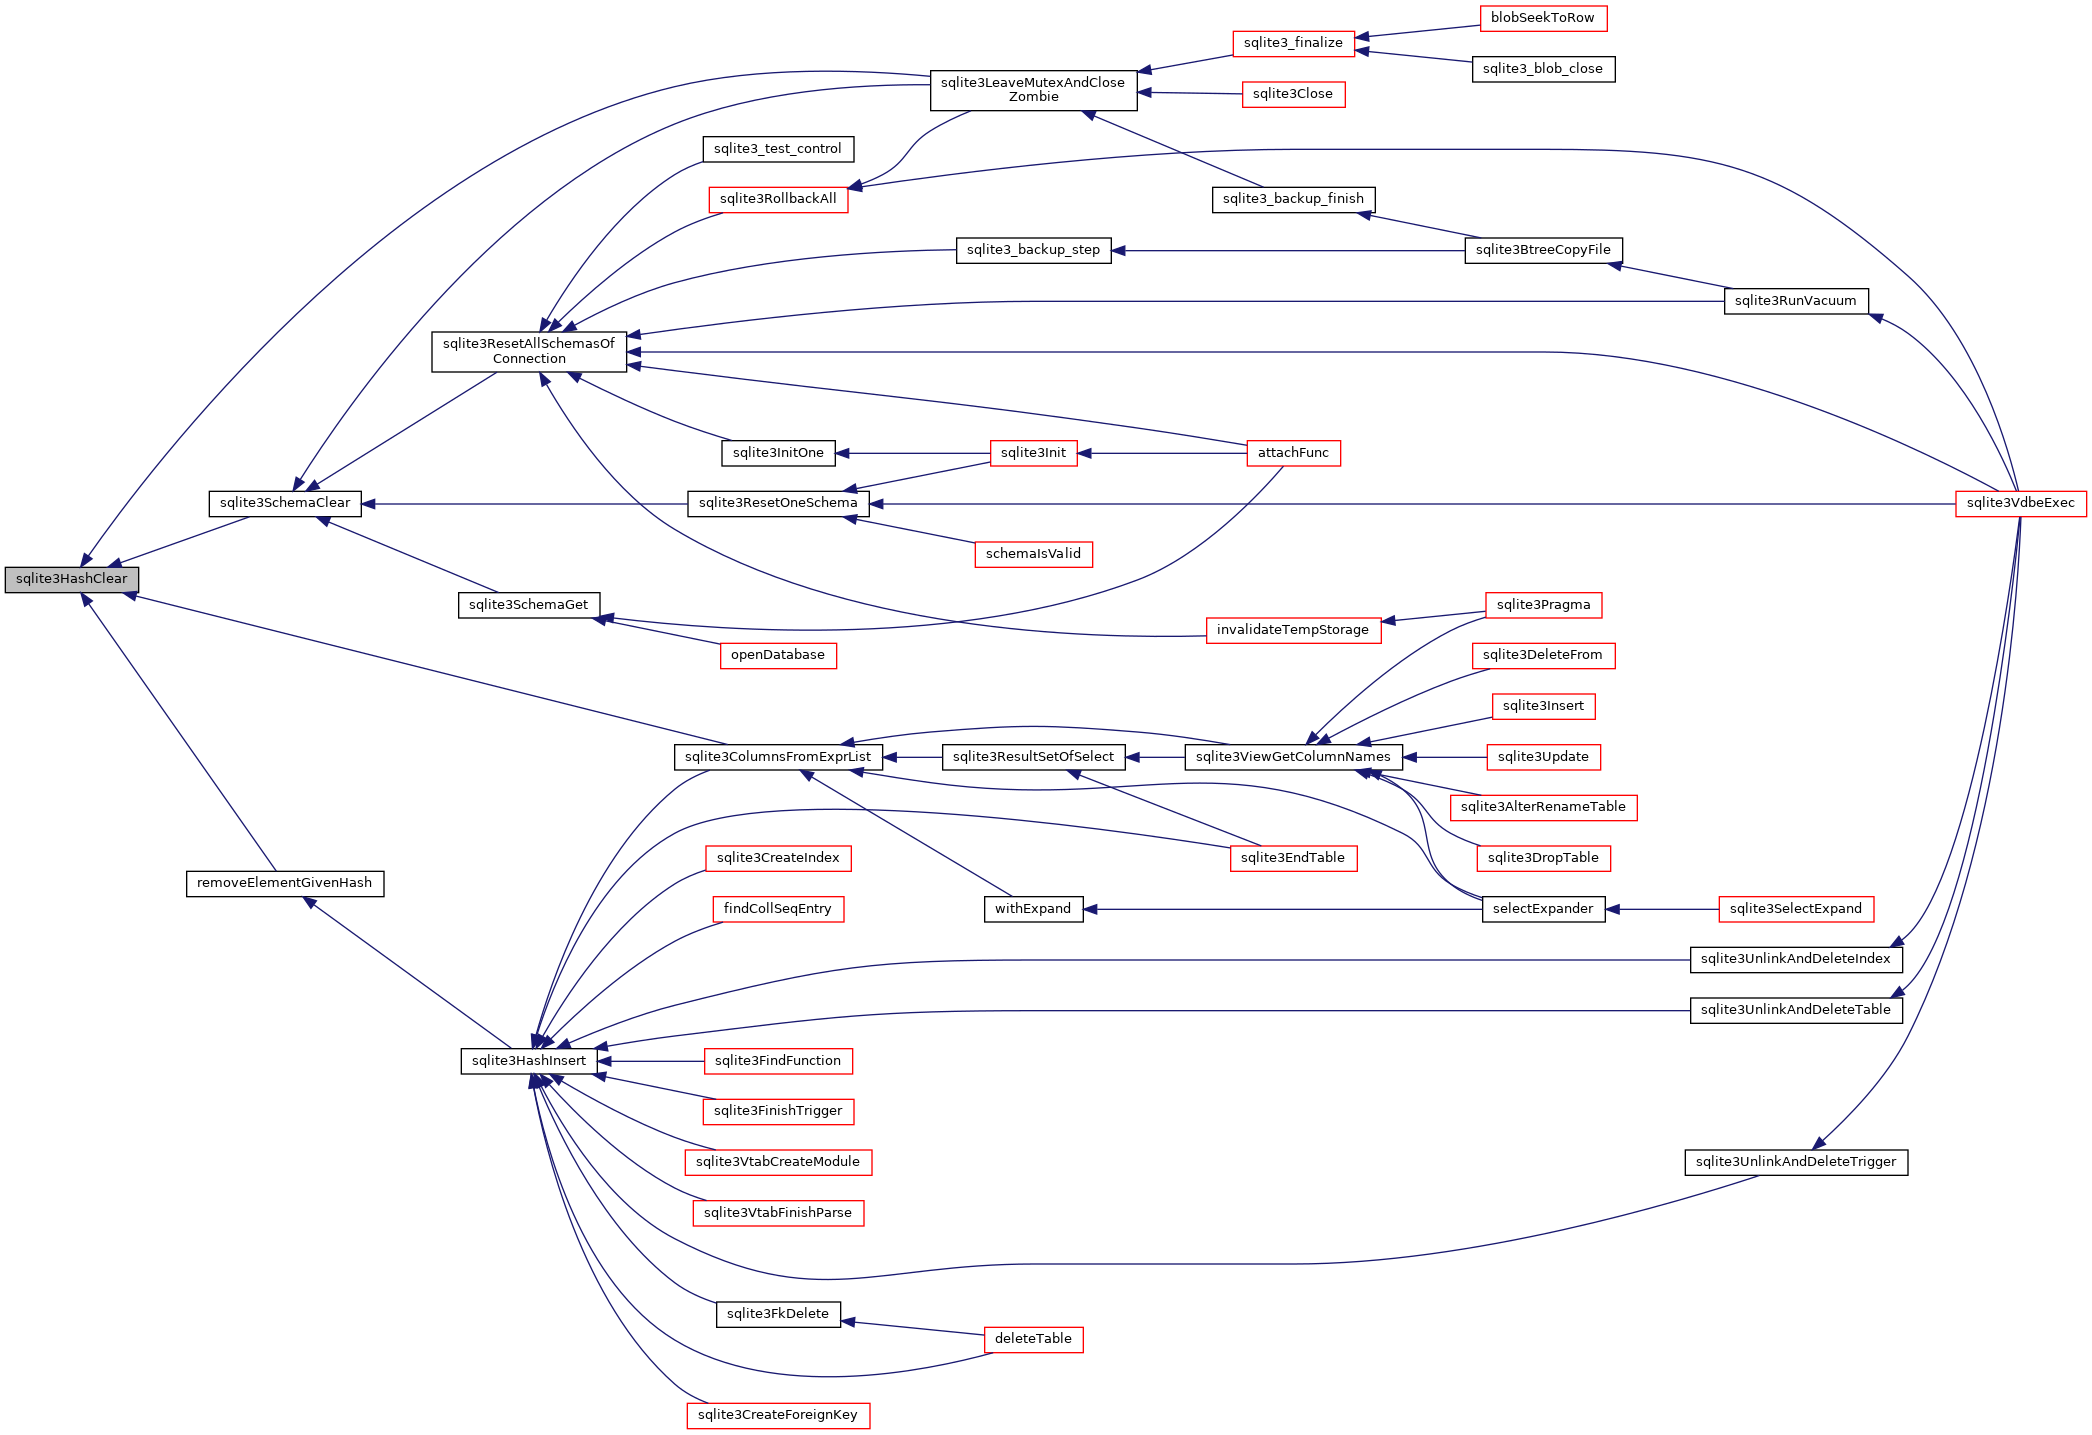 blobSeekToRow
sqlite3_finalize
sqlite3_blob_close
sqlite3LeaveMutexAndClose
Zombie
sqlite3Close
sqlite3_test_control
sqlite3RollbackAll
sqlite3_backup_finish
sqlite3_backup_step
sqlite3BtreeCopyFile
sqlite3RunVacuum
sqlite3ResetAllSchemasOf
Connection
sqlite3InitOne
sqlite3Init
attachFunc
sqlite3SchemaClear
sqlite3ResetOneSchema
sqlite3VdbeExec
schemaIsValid
sqlite3HashClear
sqlite3SchemaGet
sqlite3Pragma
invalidateTempStorage
openDatabase
sqlite3DeleteFrom
sqlite3Insert
sqlite3ColumnsFromExprList
sqlite3ResultSetOfSelect
sqlite3ViewGetColumnNames
sqlite3Update
sqlite3AlterRenameTable
sqlite3CreateIndex
sqlite3EndTable
sqlite3DropTable
removeElementGivenHash
findCollSeqEntry
withExpand
selectExpander
sqlite3SelectExpand
sqlite3UnlinkAndDeleteIndex
sqlite3UnlinkAndDeleteTable
sqlite3HashInsert
sqlite3FindFunction
sqlite3FinishTrigger
sqlite3VtabCreateModule
sqlite3UnlinkAndDeleteTrigger
sqlite3VtabFinishParse
sqlite3FkDelete
deleteTable
sqlite3CreateForeignKey